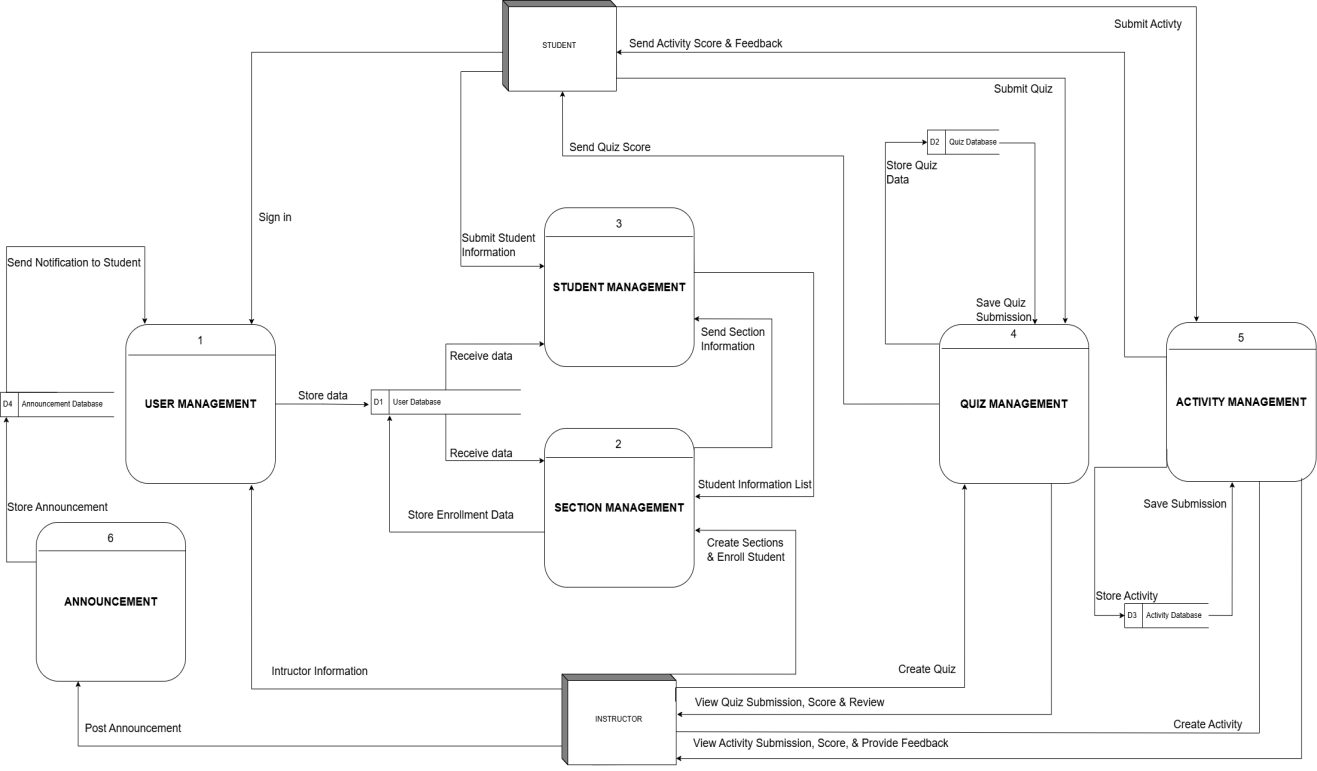 Submit Activty
STUDENT
Send Activity Score & Feedback
Submit Quiz
Send Quiz Score
D2
Quiz Database
Store Quiz
Data
Sign in
3
Submit Student
Information
Send Notification to Student
STUDENT MANAGEMENT
Save Quiz
Submission
1
4
5
Send Section
Information
Receive data
Store data
D4
Announcement Database
USER MANAGEMENT
D1
User Database
QUIZ MANAGEMENT
ACTIVITY MANAGEMENT
2
Receive data
Student Information List
Store Announcement
Store Enrollment Data
SECTION MANAGEMENT
Save Submission
6
Create Sections
& Enroll Student
ANNOUNCEMENT
Store Activity
D3
Activity Database
Intructor Information
Create Quiz
View Quiz Submission, Score & Review
INSTRUCTOR
Post Announcement
Create Activity
View Activity Submission, Score, & Provide Feedback